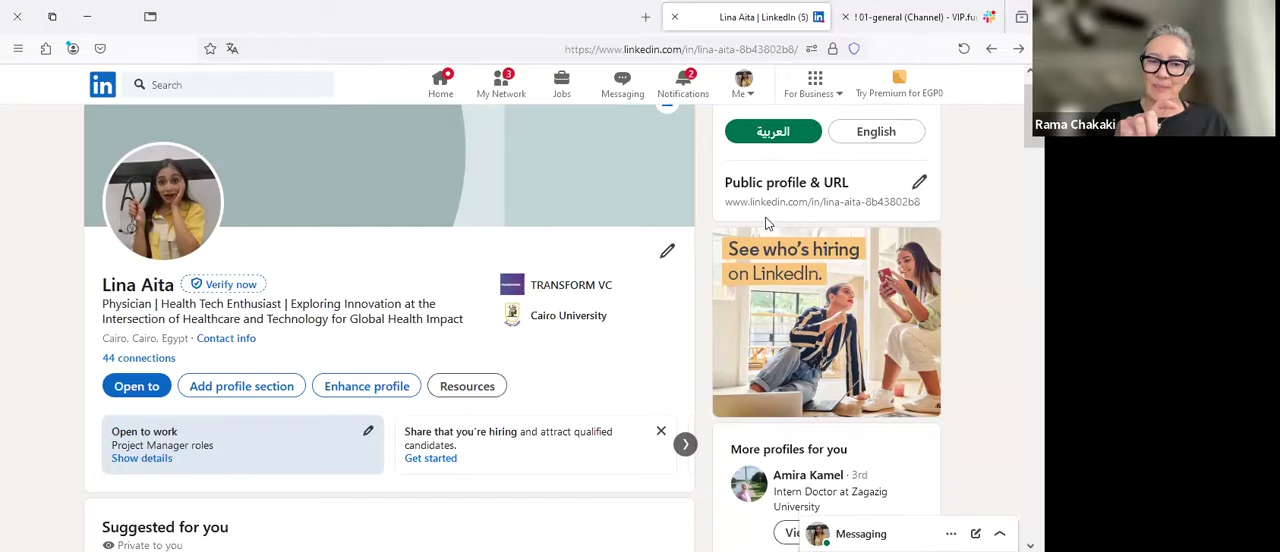 Lina Aita | LinkedIn (5)
! 01-general (Channel) - VIP.fu
https://www.linkedin.com/in/lina-aita-8b43802b8/
Rama Chakaki
in
Search
Home
3
My Network
Jobs
Messaging
2
Notifications
Me
For Business
Try Premium for EGP0
العربية
English
Public profile & URL
www.linkedin.com/in/lina-aita-8b43802b8
See who's hiring
on LinkedIn.
Lina Aita
Verify now
Physician | Health Tech Enthusiast | Exploring Innovation at the
Intersection of Healthcare and Technology for Global Health Impact
Cairo, Cairo, Egypt · Contact info
44 connections
TRANSFORM VC
Cairo University
Open to
Add profile section
Enhance profile
Resources
Open to work
Project Manager roles
Show details
Share that you're hiring and attract qualified
candidates.
Get started
More profiles for you
Amira Kamel · 3rd
Intern Doctor at Zagazig
University
Suggested for you
Private to you
Messaging